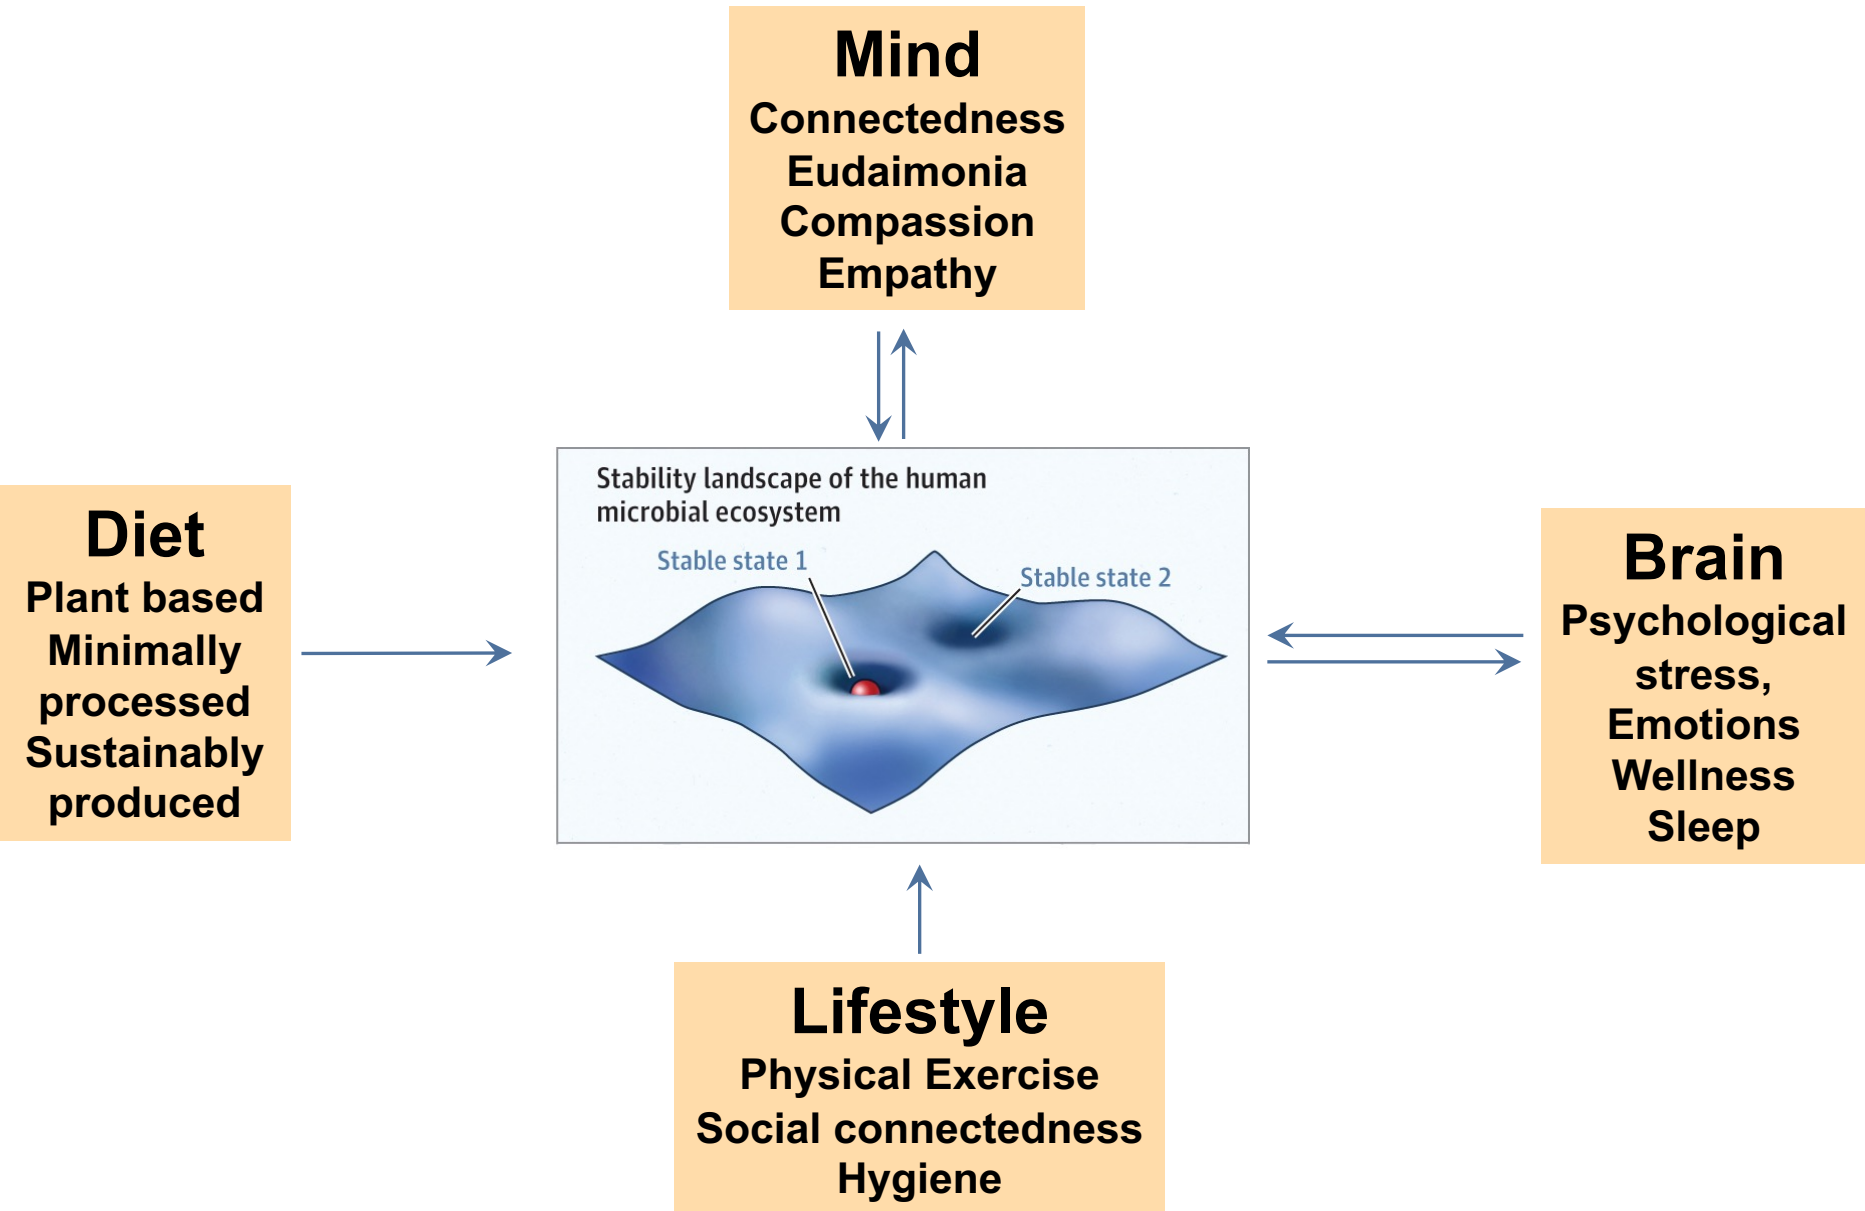 Mind
Connectedness
Eudaimonia
Compassion
Empathy
Stability landscape of the human
microbial ecosystem
Stable state 1
Stable state 2
Diet
Plant based
Minimally
processed
Sustainably
produced
Brain
Psychological
stress,
Emotions
Wellness
Sleep
Lifestyle
Physical Exercise
Social connectedness
Hygiene